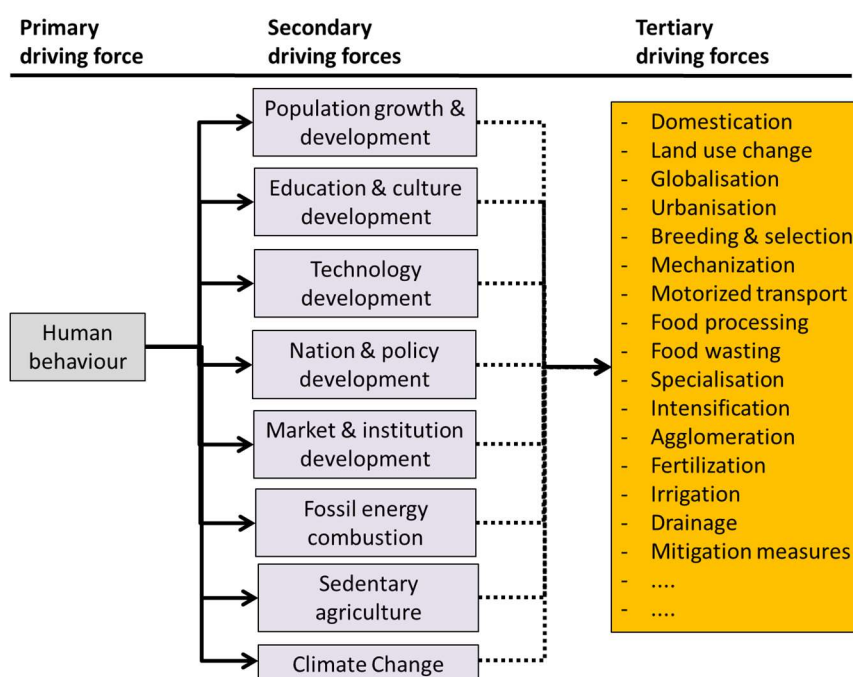 Primary
driving force
Secondary
driving forces
Tertiary
driving forces
Human
behaviour
Population growth &
development
Education & culture
development
Technology
development
Nation & policy
development
Market & institution
development
Fossil energy
combustion
Sedentary
agriculture
Climate Change
- Domestication
- Land use change
- Globalisation
- Urbanisation
- Breeding & selection
- Mechanization
- Motorized transport
- Food processing
- Food wasting
- Specialisation
- Intensification
- Agglomeration
- Fertilization
- Irrigation
- Drainage
- Mitigation measures
- ....
- ....